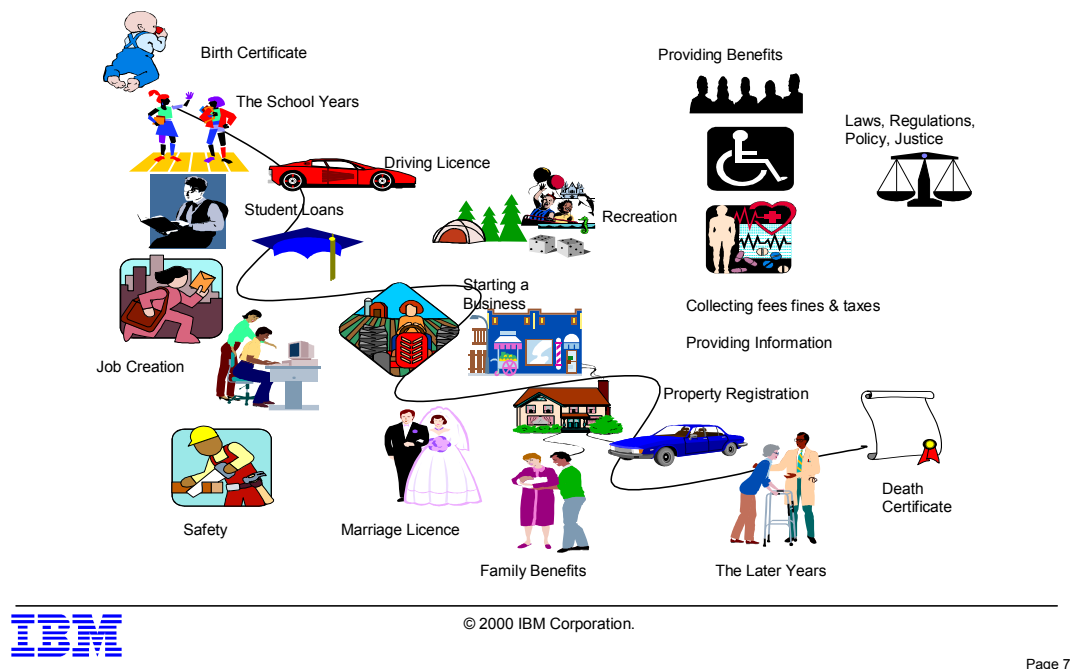 Birth Certificate
Providing Benefits
The School Years
Laws, Regulations,
Policy, Justice
Driving Licence
Student Loans
Recreation
Starting a
Business
Collecting fees fines & taxes
Providing Information
Job Creation
Property Registration
Death
Certificate
Safety
Marriage Licence
Family Benefits
The Later Years
IBM
© 2000 IBM Corporation.
Page 7